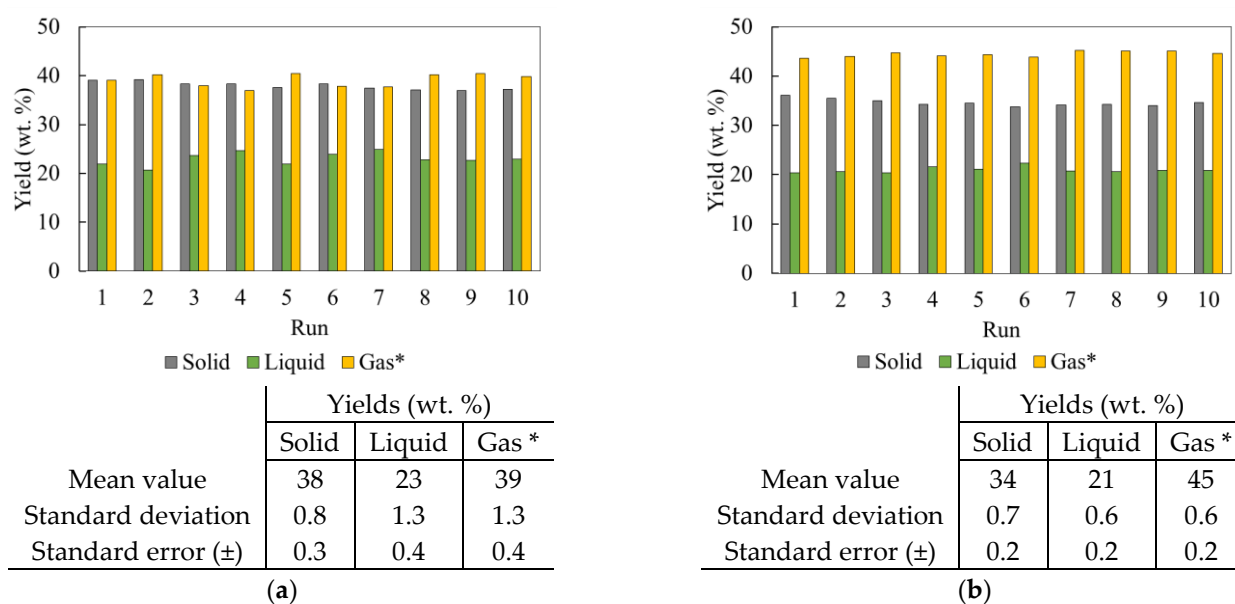 50
40
30
20
10
0
Yield (wt. %)
1 2 3 4 5 6 7 8 9 10
Run
Solid Liquid Gas*
Yields (wt. %)
Solid Liquid Gas *
Mean value 38 23 39
Standard deviation 0.8 1.3 1.3
Standard error (±) 0.3 0.4 0.4
(a)
50
40
30
20
10
0
Yield (wt. %)
1 2 3 4 5 6 7 8 9 10
Run
Solid Liquid Gas*
Yields (wt. %)
Solid Liquid Gas *
Mean value 34 21 45
Standard deviation 0.7 0.6 0.6
Standard error (±) 0.2 0.2 0.2
(b)